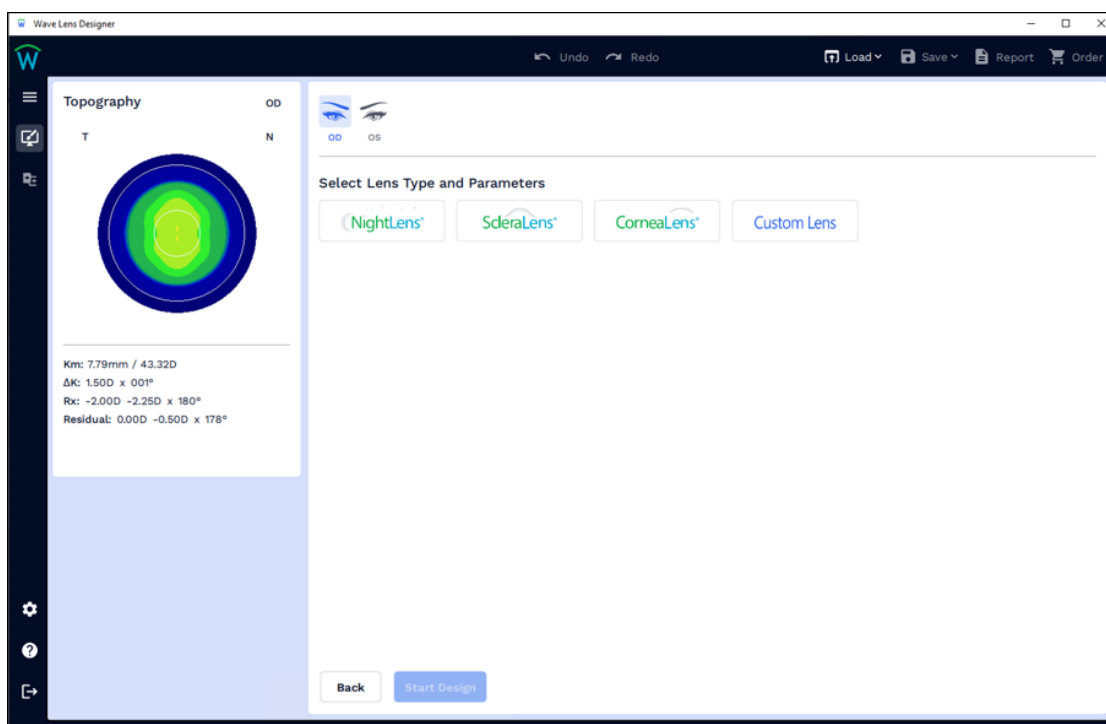 Wave Lens Designer
W
Undo Redo Load Save Report Order
Topography OD
T N
Km: 7.79mm / 43.32D
ΔK: 1.50D x 001°
Rx: -2.00D -2.25D x 180°
Residual: 0.00D -0.50D x 178°
OD OS
Select Lens Type and Parameters
NightLens® ScleraLens® CorneaLens® Custom Lens
Back Start Design